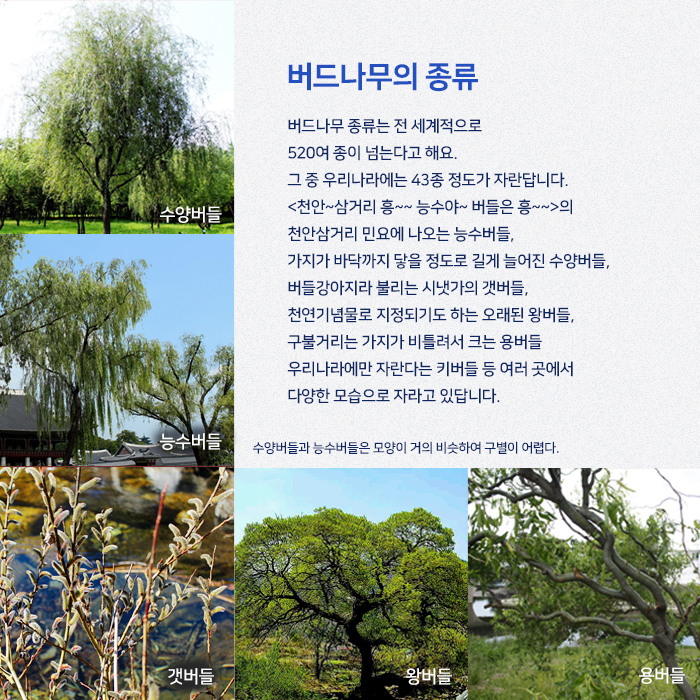 버드나무의 종류
버드나무 종류는 전 세계적으로
520여 종이 넘는다고 해요.
그 중 우리나라에는 43종 정도가 자란답니다.
<천안~삼거리 흥~~ 능수야~ 버들은 흥~~>의
천안삼거리 민요에 나오는 능수버들,
가지가 바닥까지 닿을 정도로 길게 늘어진 수양버들,
버들강아지라 불리는 시냇가의 갯버들,
천연기념물로 지정되기도 하는 오래된 왕버들,
구불거리는 가지가 비틀려서 크는 용버들
우리나라에만 자란다는 키버들 등 여러 곳에서
다양한 모습으로 자라고 있답니다.
수양버들과 능수버들은 모양이 거의 비슷하여 구별이 어렵다.
수양버들
능수버들
갯버들
왕버들
용버들